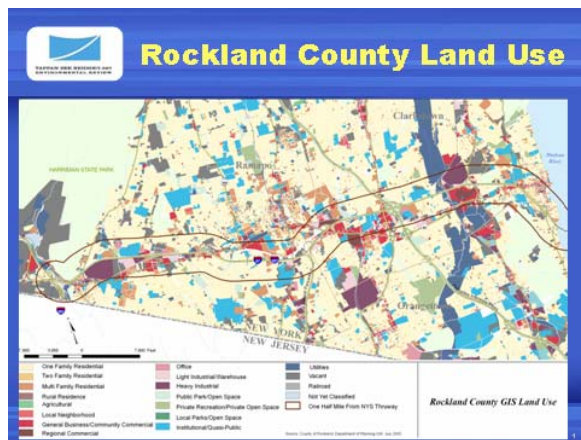 Rockland County Land Use
TAPPAN ZEE BRIDGE/I-287
ENVIRONMENTAL REVIEW
Clarkstown
HARRIMAN STATE PARK
Ramapo
Orangetown
NEW YORK
NEW JERSEY
One Family Residential
Two Family Residential
Multi Family Residential
Rural Residence
Agricultural
Local Neighborhood
General Business/Community Commercial
Regional Commercial
Office
Light Industrial/Warehouse
Heavy Industrial
Public Park/Open Space
Private Recreation/Private Open Space
Local Parks/Open Space
Institutional/Quasi-Public
Utilities
Vacant
Railroad
Not Yet Classified
One Half Mile From NYS Thruway
Rockland County GIS Land Use